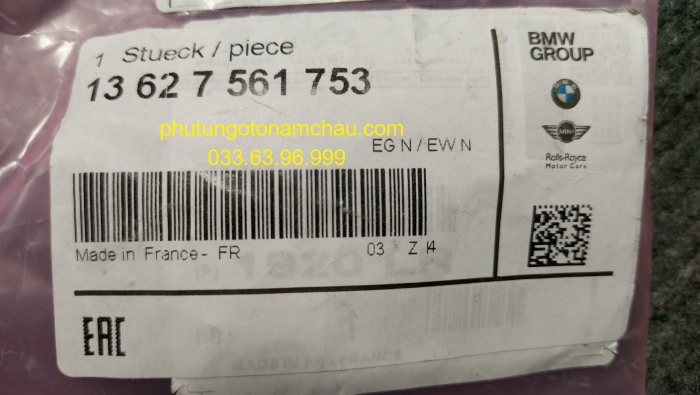 1 Stueck / piece
13 62 7 561 753
phutungotonamchau.com
033.63.96.999
EG N / EW N
Made in France - FR
03
EAC
BMW
GROUP
MINI
Rolls-Royce
Motor Cars
MADE IN FR - FRANCE